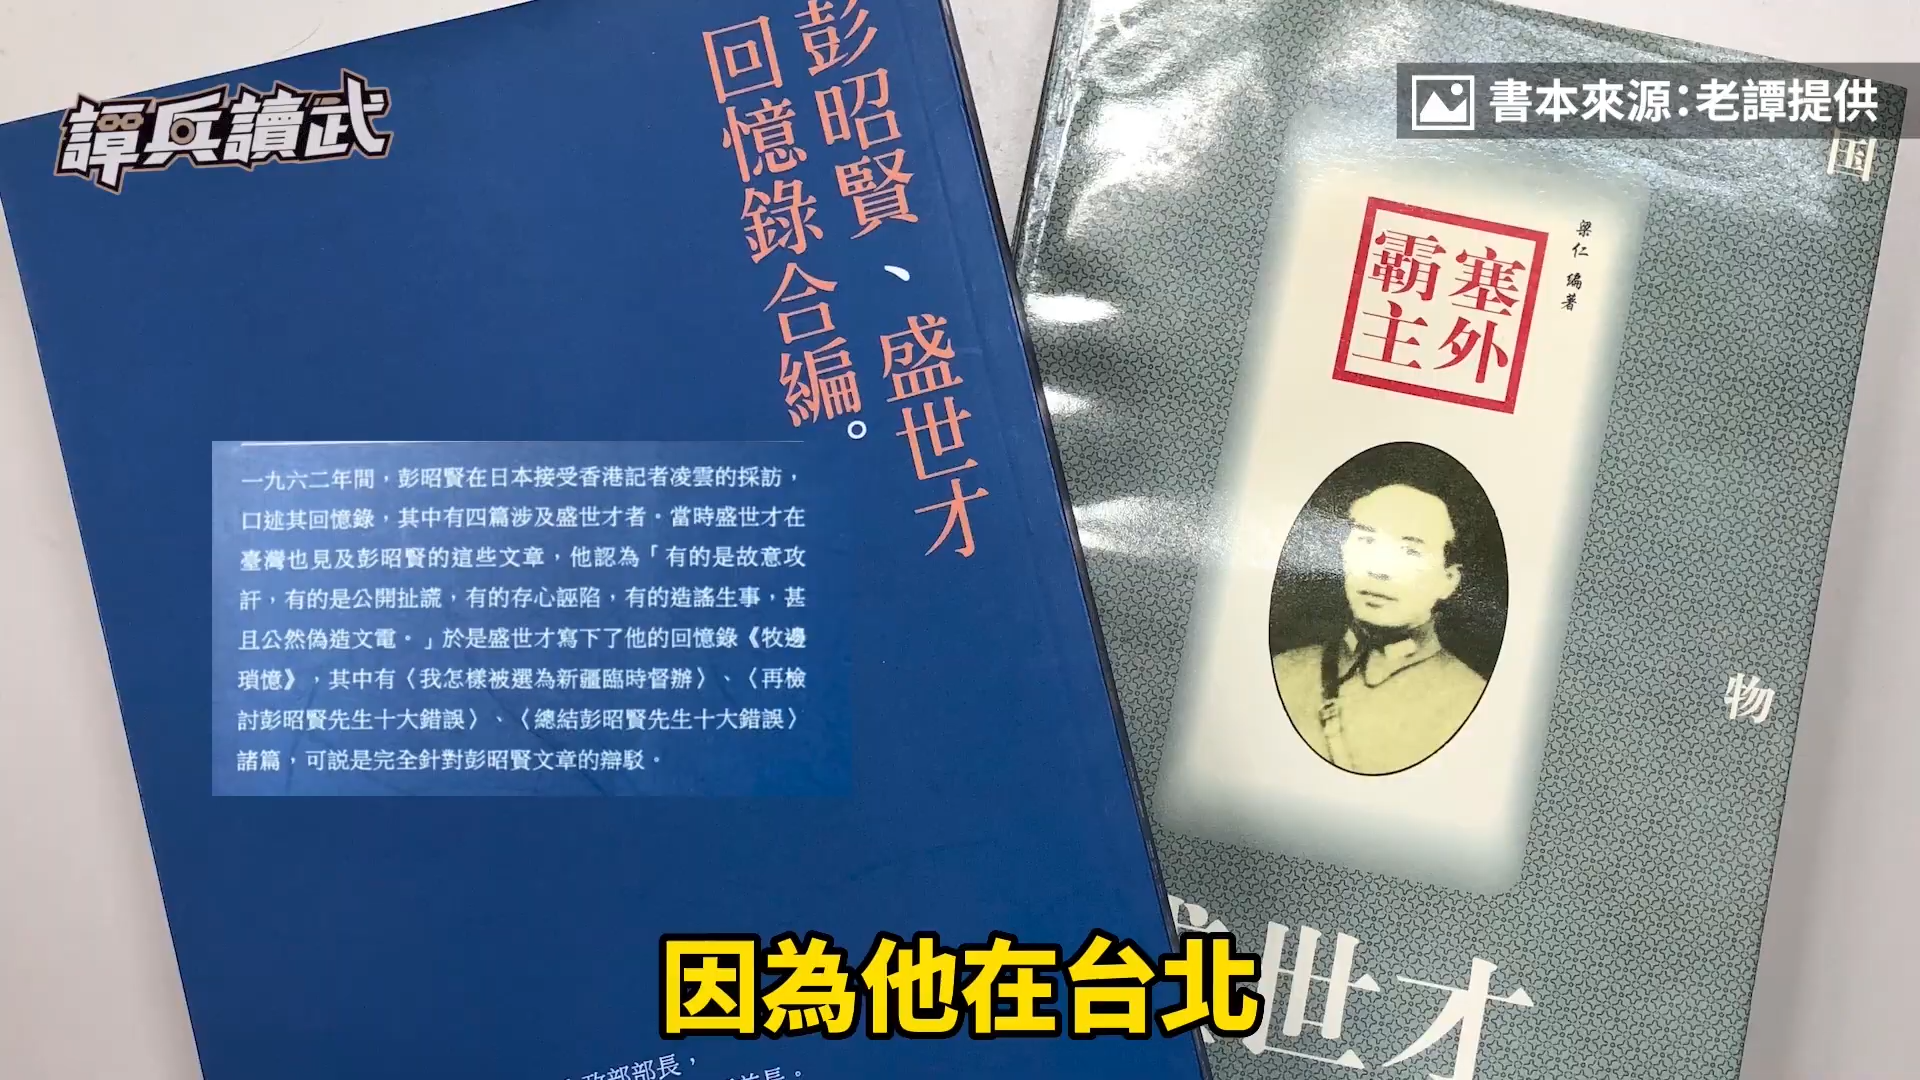 譚兵讀武
書本來源:老譚提供
彭昭賢、盛世才
回憶錄合編。
一九六二年間，彭昭賢在日本接受香港記者凌雲的採訪，
口述其回憶錄，其中有四篇涉及盛世才者。當時盛世才在
臺灣也見及彭昭賢的這些文章，他認為「有的是故意攻
訐，有的是公開扯謊，有的存心誣陷，有的造謠生事，甚
且公然偽造文電。」於是盛世才寫下了他的回憶錄《牧邊
瑣憶》，其中有〈我怎樣被選為新疆臨時督辦〉、〈再檢
討彭昭賢先生十大錯誤〉、〈總結彭昭賢先生十大錯誤〉
諸篇，可説是完全針對彭昭賢文章的辯駁。
国
物
梁仁 編著
塞外
霸主
世才
部長，
因為他在台北